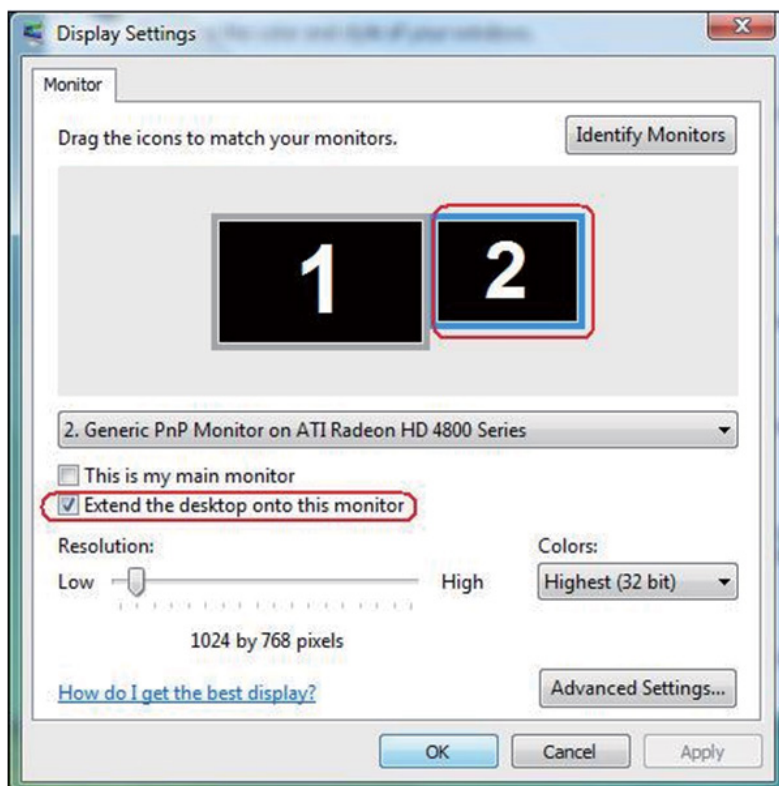 Display Settings
Monitor
Drag the icons to match your monitors.
Identify Monitors
1
2
2. Generic PnP Monitor on ATI Radeon HD 4800 Series
This is my main monitor
Extend the desktop onto this monitor
Resolution:
Colors:
Low
High
Highest (32 bit)
1024 by 768 pixels
How do I get the best display?
Advanced Settings...
OK
Cancel
Apply